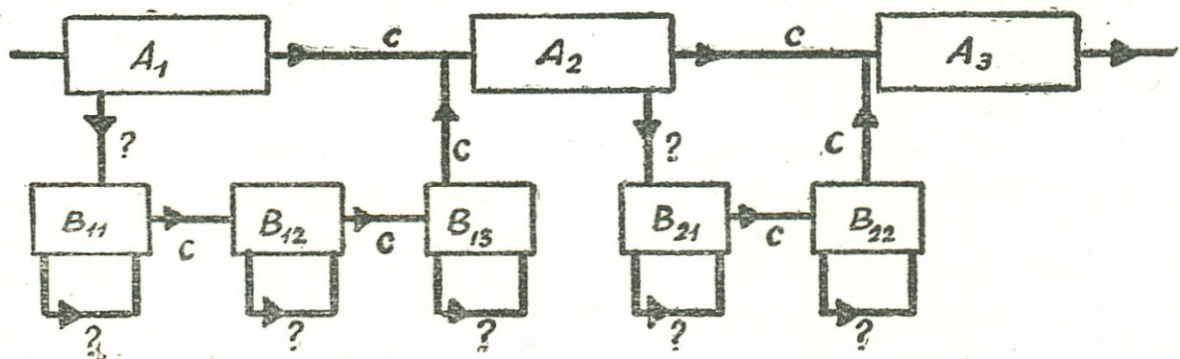 A₁ c A₂ c A₃
? c ? c
B₁₁ c B₁₂ c B₁₃ B₂₁ c B₂₂
? ? ? ? ?